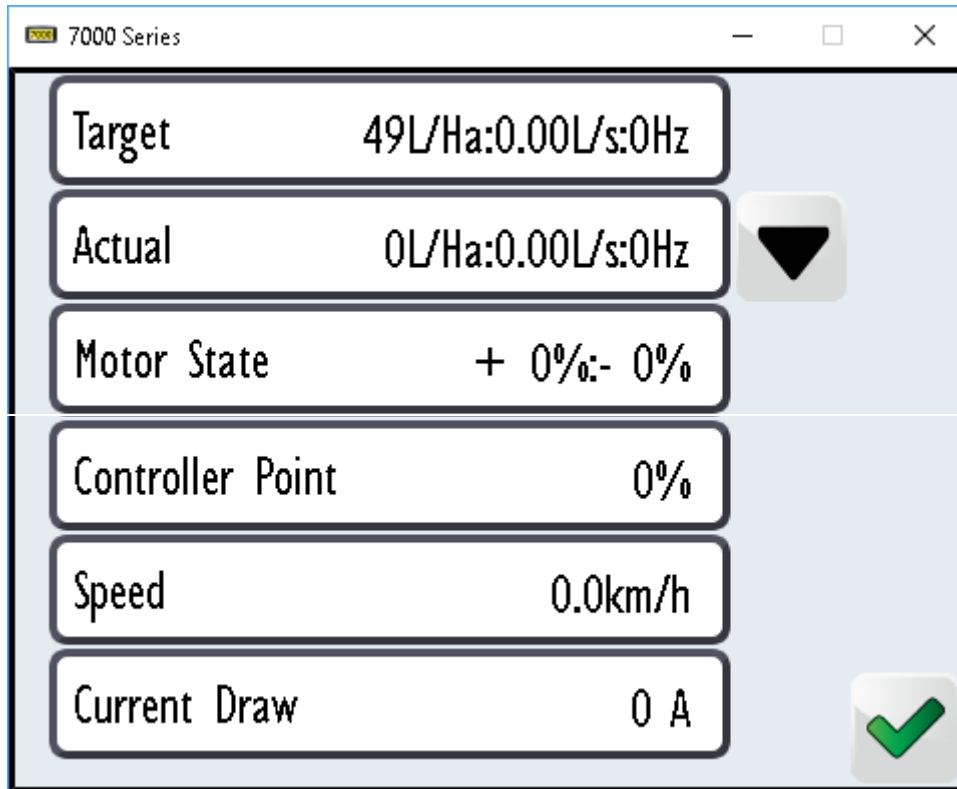 7000 7000 Series
Target 49L/Ha:0.00L/s:0Hz
Actual 0L/Ha:0.00L/s:0Hz
Motor State + 0%:- 0%
Controller Point 0%
Speed 0.0km/h
Current Draw 0 A